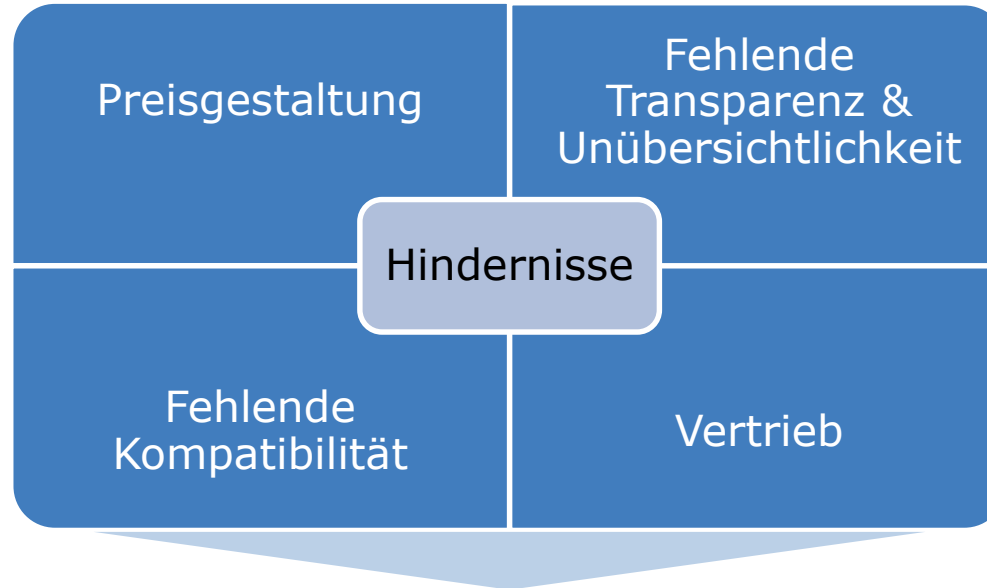 Preisgestaltung
Fehlende
Transparenz &
Unübersichtlichkeit
Hindernisse
Fehlende
Kompatibilität
Vertrieb